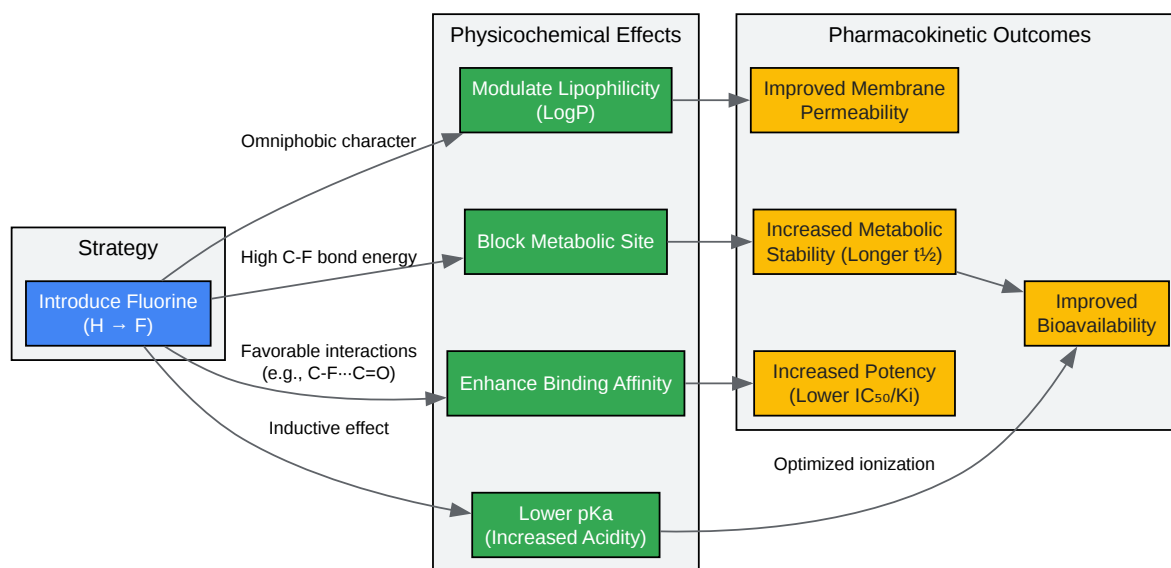 Physicochemical Effects
Pharmacokinetic Outcomes
Modulate Lipophilicity
(LogP)
Improved Membrane
Permeability
Omniphobic character
Strategy
Block Metabolic Site
Increased Metabolic
Stability (Longer t½)
High C-F bond energy
Introduce Fluorine
(H → F)
Improved
Bioavailability
Favorable interactions
(e.g., C-F···C=O)
Enhance Binding Affinity
Increased Potency
(Lower IC₅₀/Ki)
Inductive effect
Optimized ionization
Lower pKa
(Increased Acidity)